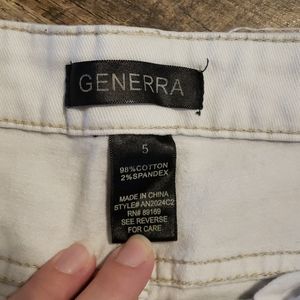 GENERRA
5
98%COTTON
2%SPANDEX
MADE IN CHINA
STYLE# AN2024C2
RN# 89169
SEE REVERSE
FOR CARE